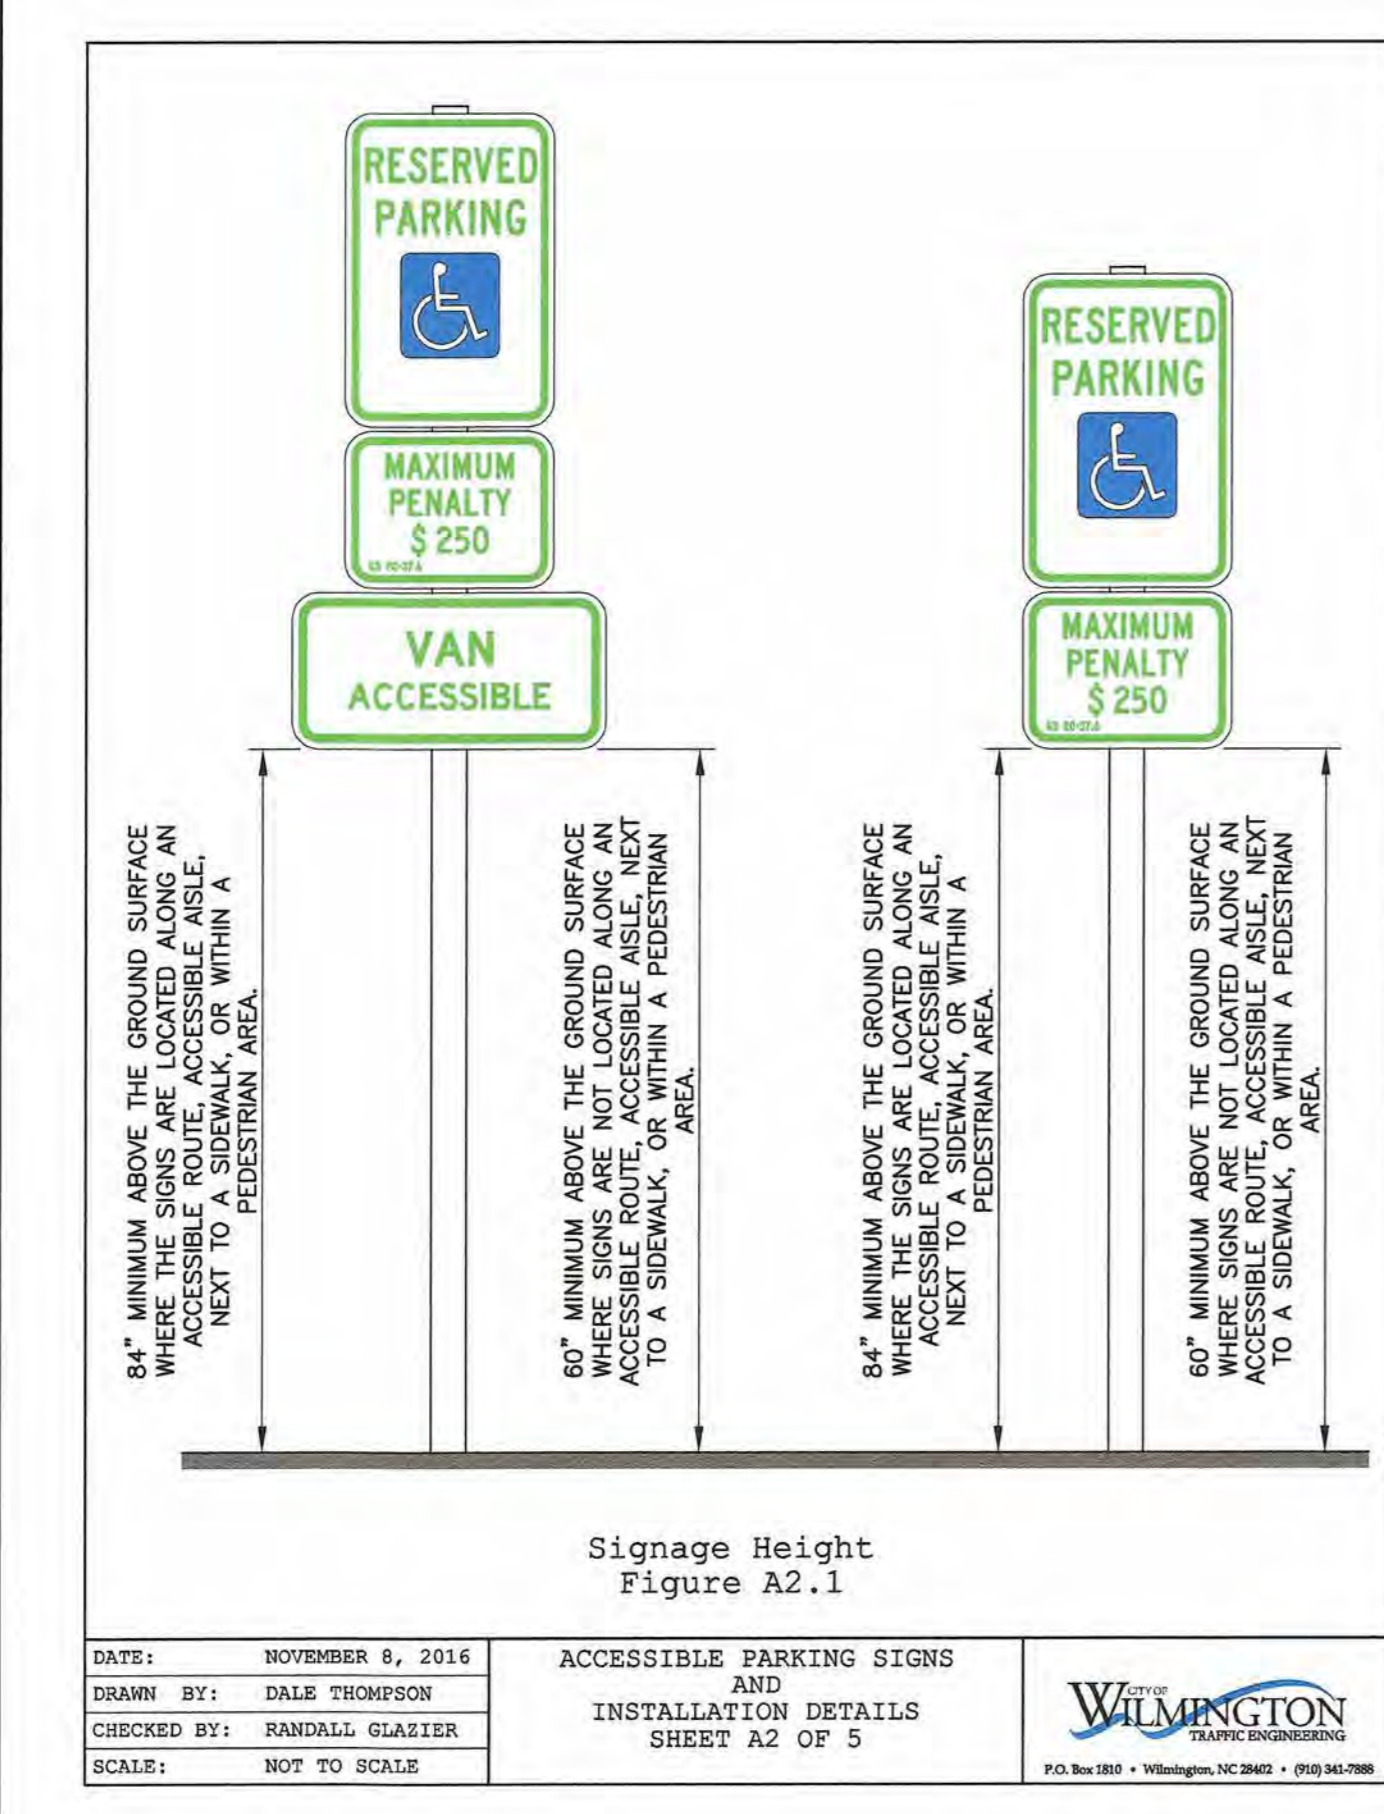 RESERVED
PARKING
MAXIMUM
PENALTY
$ 250
VAN
ACCESSIBLE
RESERVED
PARKING
MAXIMUM
PENALTY
$ 250
84" MINIMUM ABOVE THE GROUND SURFACE
WHERE THE SIGNS ARE LOCATED ALONG AN
ACCESSIBLE ROUTE, ACCESSIBLE AISLE,
NEXT TO A SIDEWALK, OR WITHIN A
PEDESTRIAN AREA.
60" MINIMUM ABOVE THE GROUND SURFACE
WHERE SIGNS ARE NOT LOCATED ALONG AN
ACCESSIBLE ROUTE, ACCESSIBLE AISLE, NEXT
TO A SIDEWALK, OR WITHIN A PEDESTRIAN
AREA.
84" MINIMUM ABOVE THE GROUND SURFACE
WHERE THE SIGNS ARE LOCATED ALONG AN
ACCESSIBLE ROUTE, ACCESSIBLE AISLE,
NEXT TO A SIDEWALK, OR WITHIN A
PEDESTRIAN AREA.
60" MINIMUM ABOVE THE GROUND SURFACE
WHERE SIGNS ARE NOT LOCATED ALONG AN
ACCESSIBLE ROUTE, ACCESSIBLE AISLE, NEXT
TO A SIDEWALK, OR WITHIN A PEDESTRIAN
AREA.
Signage Height
Figure A2.1
DATE: NOVEMBER 8, 2016
DRAWN BY: DALE THOMPSON
CHECKED BY: RANDALL GLAZIER
SCALE: NOT TO SCALE
ACCESSIBLE PARKING SIGNS
AND
INSTALLATION DETAILS
SHEET A2 OF 5
CITY OF
WILMINGTON
TRAFFIC ENGINEERING
P.O. Box 1810 • Wilmington, NC 28402 • (910) 341-7888